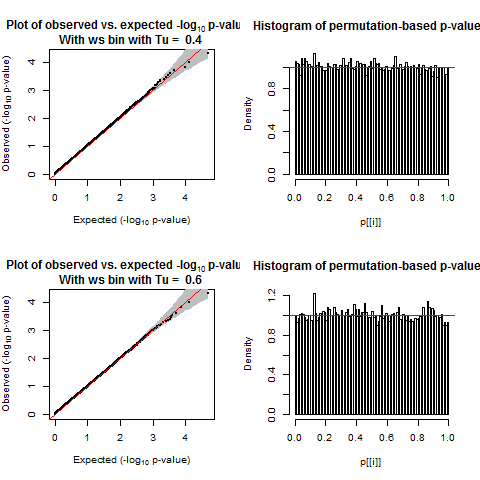 Plot of observed vs. expected -log10 p-valu
With ws bin with Tu = 0.4
Observed (-log10 p-value)
4
3
2
1
0
0 1 2 3 4
Expected (-log10 p-value)
Histogram of permutation-based p-value
Density
0.8
0.4
0.0
0.0 0.2 0.4 0.6 0.8 1.0
p[[i]]
Plot of observed vs. expected -log10 p-valu
With ws bin with Tu = 0.6
Observed (-log10 p-value)
4
3
2
1
0
0 1 2 3 4
Expected (-log10 p-value)
Histogram of permutation-based p-value
Density
1.2
0.8
0.4
0.0
0.0 0.2 0.4 0.6 0.8 1.0
p[[i]]